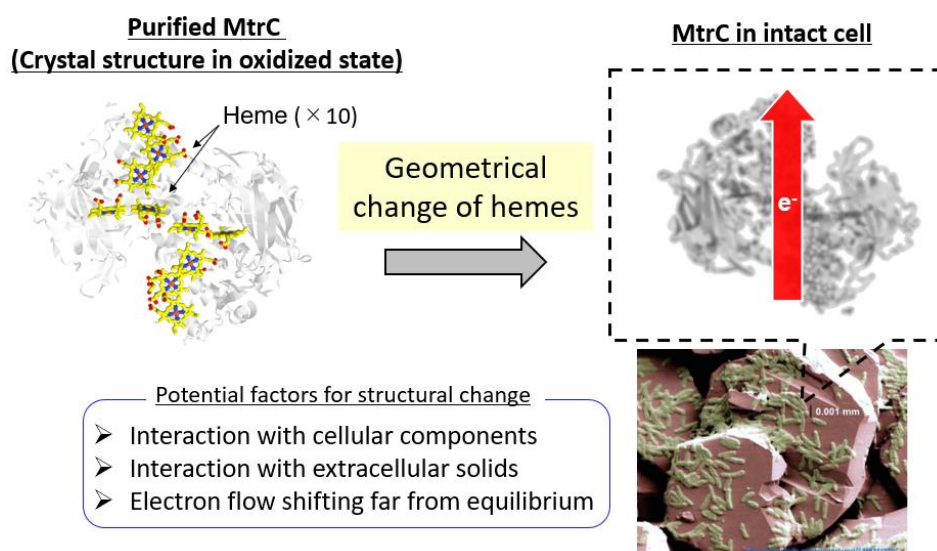 Purified MtrC
(Crystal structure in oxidized state)
Heme ( × 10)
Geometrical
change of hemes
MtrC in intact cell
e-
Potential factors for structural change
➢ Interaction with cellular components
➢ Interaction with extracellular solids
➢ Electron flow shifting far from equilibrium
0.001 mm